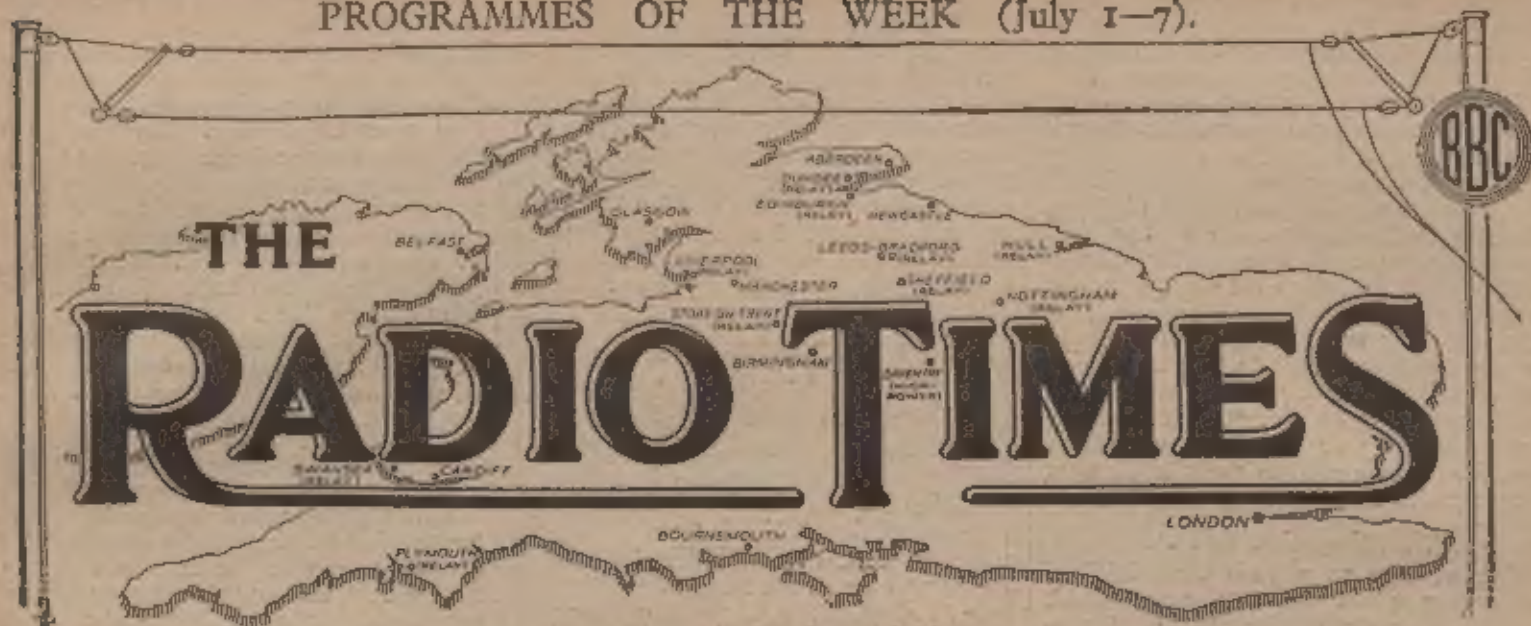 PROGRAMMES OF THE WEEK (July 1—7).
BBC
ABERDEEN
DUNDEE
EDINBURGH
(RELAY) NEWCASTLE
GLASGOW
THE
BELFAST
LEEDS-BRADFORD
(RELAY)
HULL
(RELAY)
LIVERPOOL
(RELAY)
MANCHESTER
SHEFFIELD
(RELAY)
NOTTINGHAM
(RELAY)
STOKE ON TRENT
(RELAY)
RADIO TIMES
BIRMINGHAM
SWANSEA
(RELAY)
CARDIFF
LONDON
BOURNEMOUTH
PLYMOUTH
(RELAY)